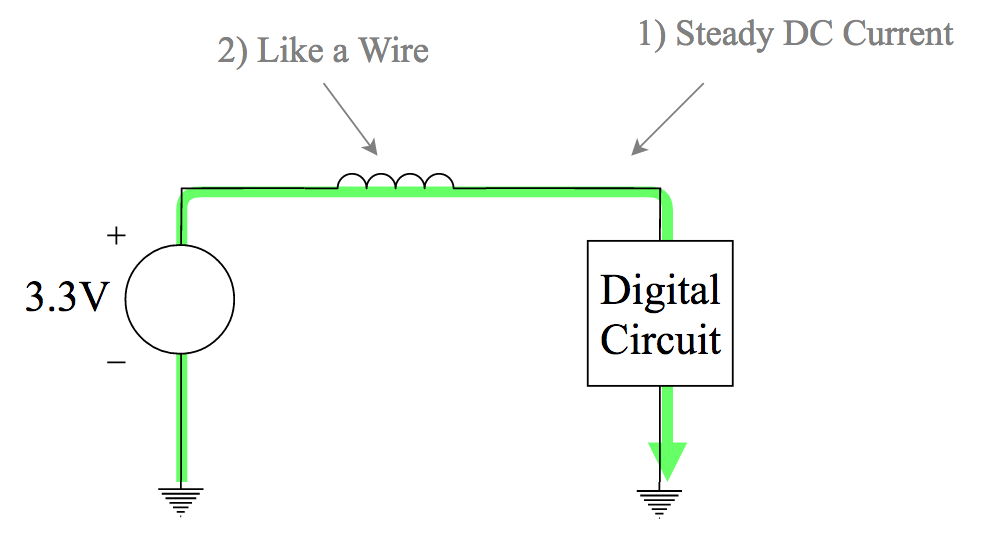 2) Like a Wire
1) Steady DC Current
+
3.3V
–
Digital
Circuit